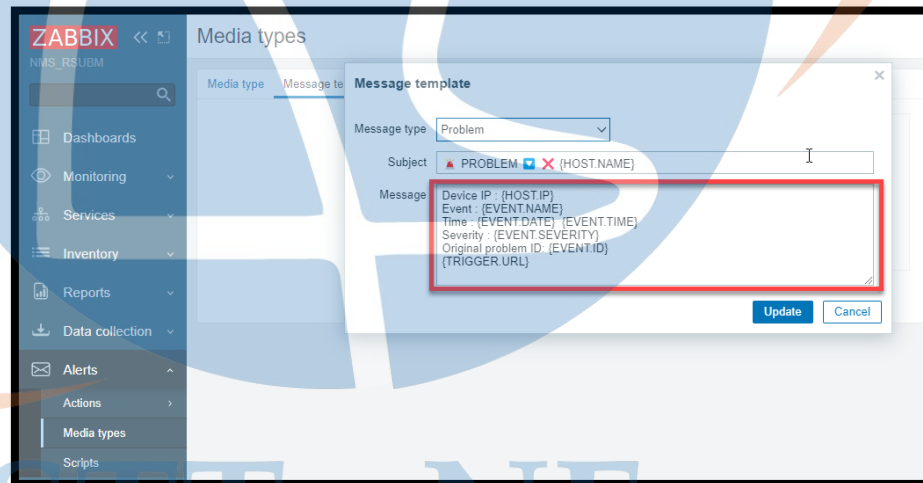 ZABBIX
NMS_RSUBM
Dashboards
Monitoring
Services
Inventory
Reports
Data collection
Alerts
Actions
Media types
Scripts
Media types
Media type Message te
Message template
Message type Problem
Subject 🚨 PROBLEM 🔽 ❌ {HOST.NAME}
Message
Device IP : {HOST.IP}
Event : {EVENT.NAME}
Time : {EVENT.DATE} {EVENT.TIME}
Severity : {EVENT.SEVERITY}
Original problem ID: {EVENT.ID}
{TRIGGER.URL}
Update Cancel